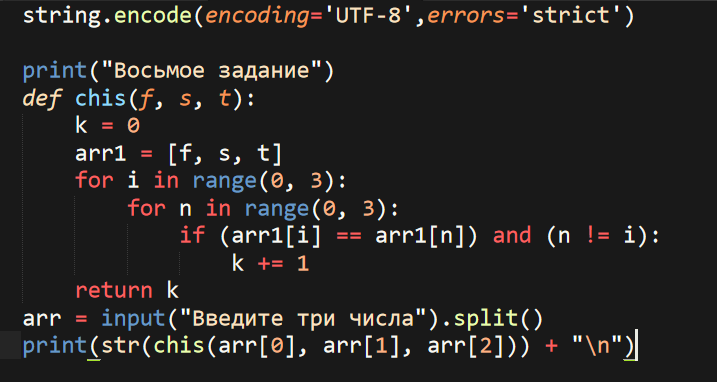 string.encode(encoding='UTF-8',errors='strict')
print("Восьмое задание")
def chis(f, s, t):
    k = 0
    arr1 = [f, s, t]
    for i in range(0, 3):
        for n in range(0, 3):
            if (arr1[i] == arr1[n]) and (n != i):
                k += 1
    return k
arr = input("Введите три числа").split()
print(str(chis(arr[0], arr[1], arr[2])) + "\n")